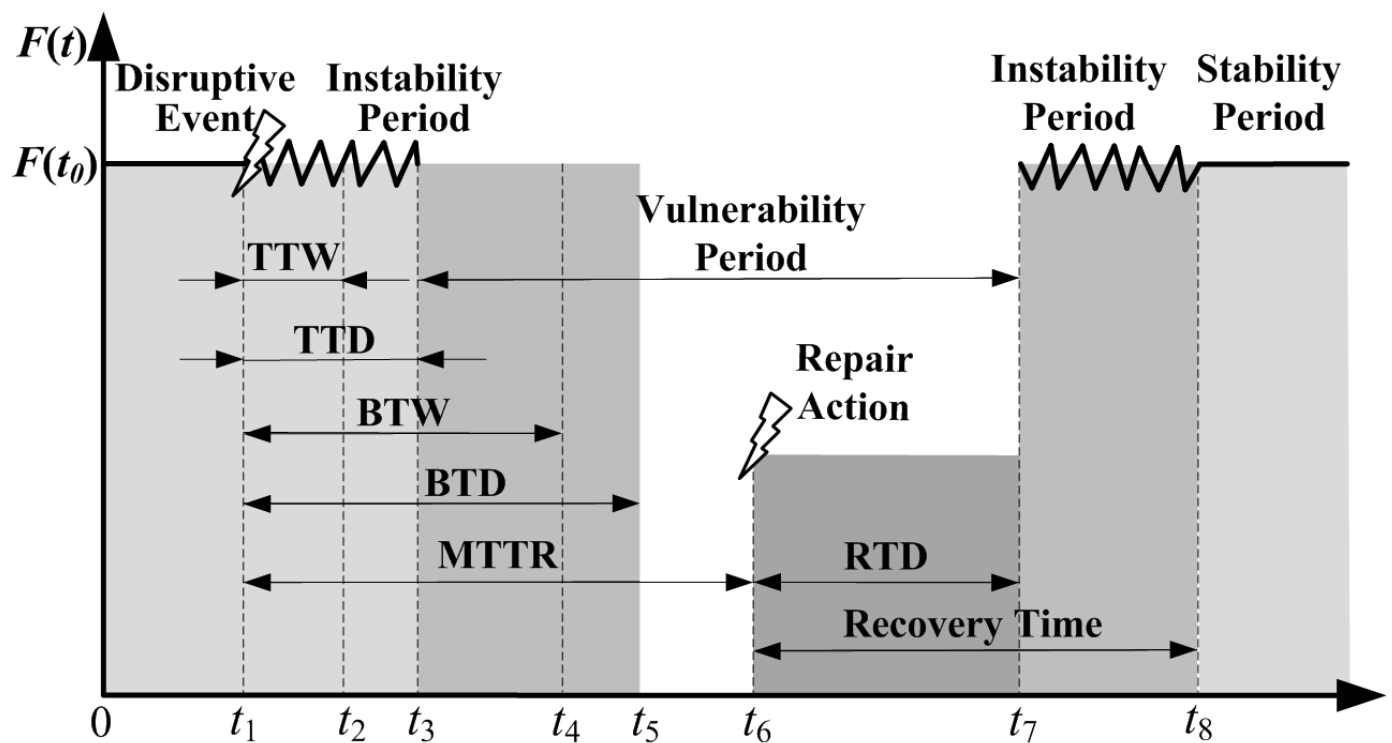 F(t)
Disruptive
Event
Instability
Period
Instability
Period
Stability
Period
F(t0)
Vulnerability
Period
TTW
TTD
Repair
Action
BTW
BTD
MTTR
RTD
Recovery Time
0
t1
t2
t3
t4
t5
t6
t7
t8